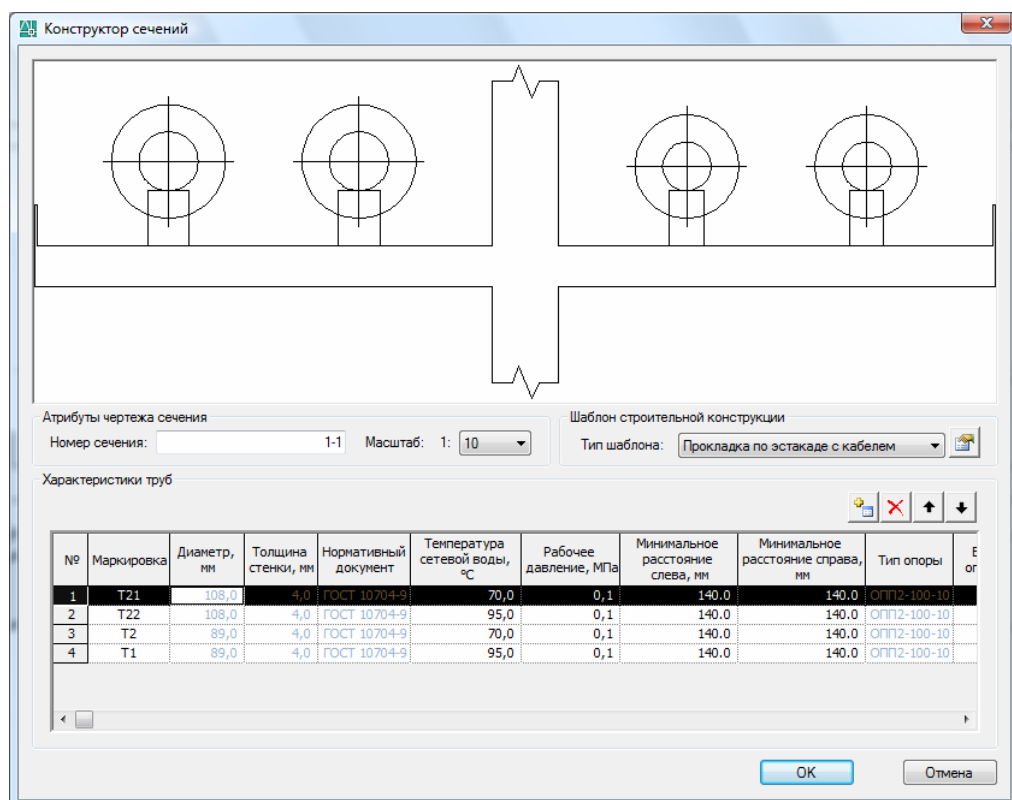 Конструктор сечений
Атрибуты чертежа сечения
Номер сечения: 1-1 Масштаб: 1: 10
Шаблон строительной конструкции
Тип шаблона: Прокладка по эстакаде с кабелем
Характеристики труб
№ Маркировка Диаметр, мм Толщина стенки, мм Нормативный документ Температура сетевой воды, °C Рабочее давление, МПа Минимальное расстояние слева, мм Минимальное расстояние справа, мм Тип опоры
1 Т21 108,0 4,0 ГОСТ 10704-9 70,0 0,1 140.0 140.0 ОПП2-100-10
2 Т22 108,0 4,0 ГОСТ 10704-9 95,0 0,1 140.0 140.0 ОПП2-100-10
3 Т2 89,0 4,0 ГОСТ 10704-9 70,0 0,1 140.0 140.0 ОПП2-100-10
4 Т1 89,0 4,0 ГОСТ 10704-9 95,0 0,1 140.0 140.0 ОПП2-100-10
OK Отмена